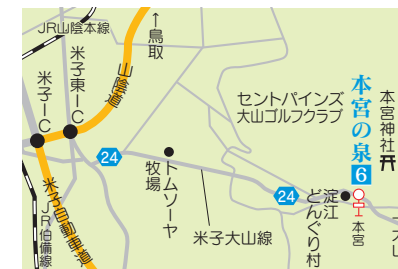 JR山陰本線
↑鳥取
山陰道
米子東IC
米子IC
米子自動車道
JR伯備線
24
トムソーヤ
牧場
米子大山線
セントパインズ
大山ゴルフクラブ
24
淀江
どんぐり村
本宮の泉
6
本宮神社
本宮